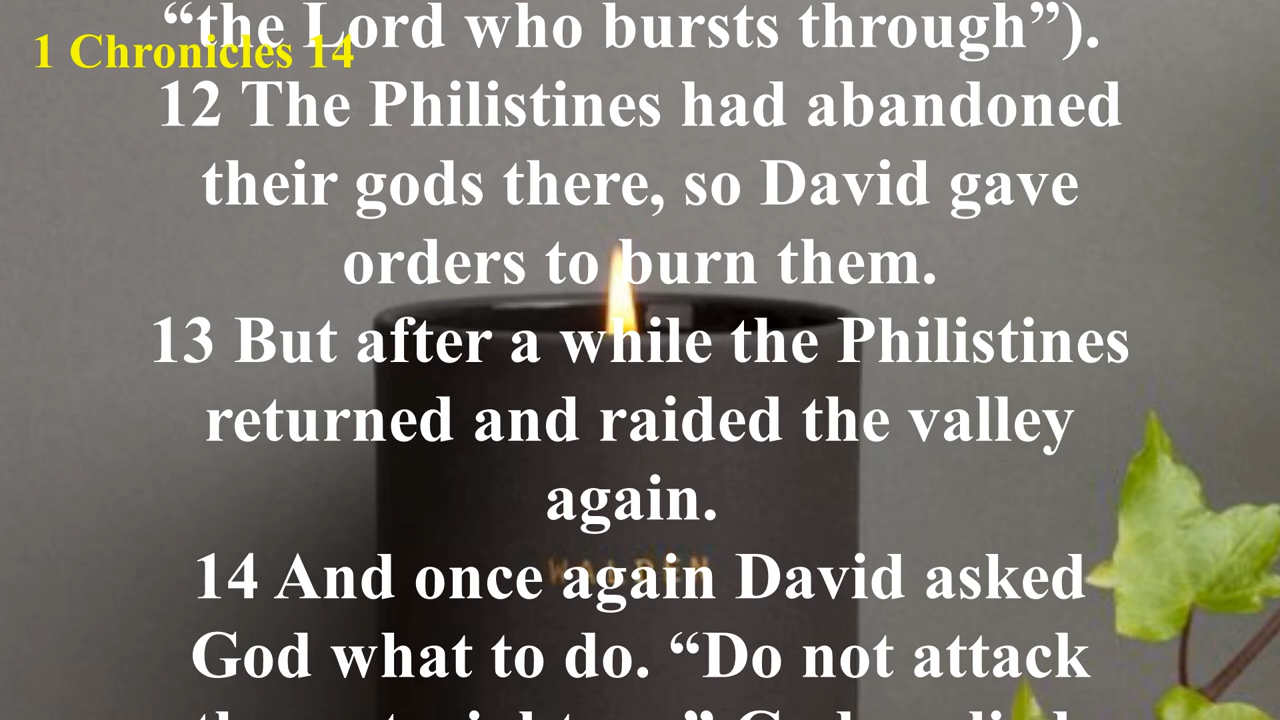 “the Lord who bursts through”).
1 Chronicles 14
12 The Philistines had abandoned
their gods there, so David gave
orders to burn them.
13 But after a while the Philistines
returned and raided the valley
again.
14 And once again David asked
God what to do. “Do not attack